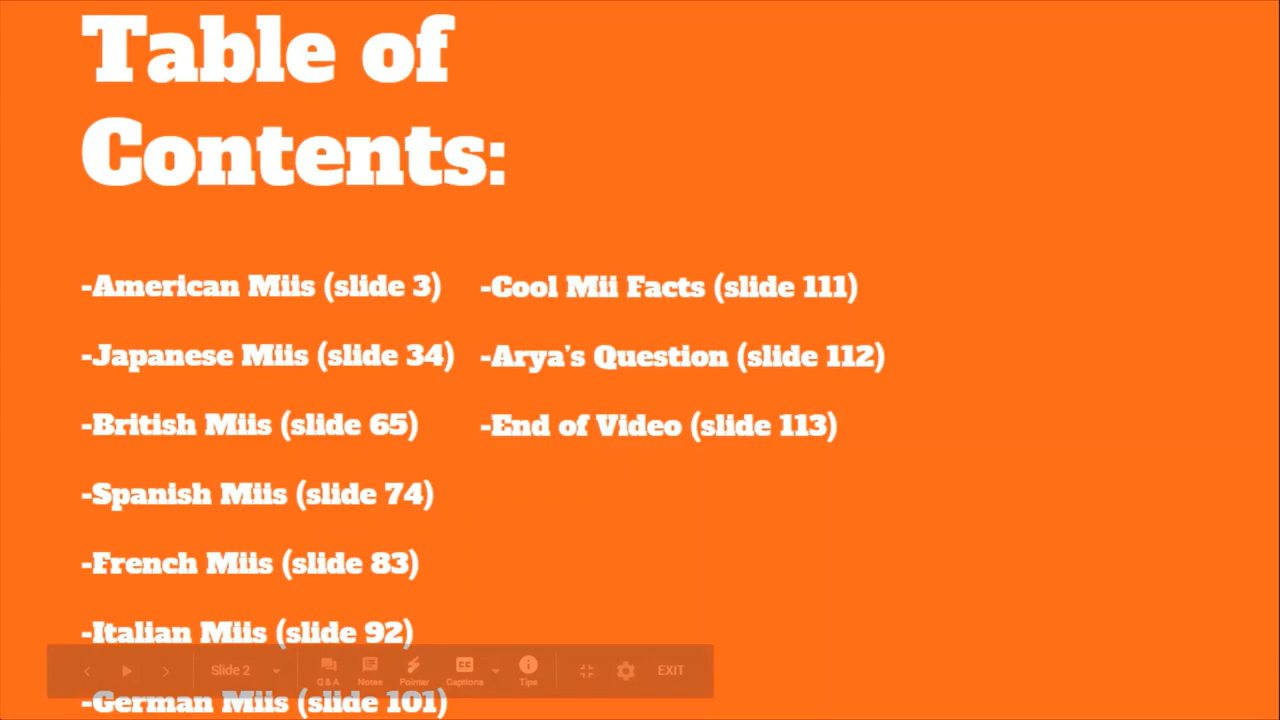 Table of
Contents:
-American Miis (slide 3)
-Japanese Miis (slide 34)
-British Miis (slide 65)
-Spanish Miis (slide 74)
-French Miis (slide 83)
-Italian Miis (slide 92)
-German Miis (slide 101)
-Cool Mii Facts (slide 111)
-Arya's Question (slide 112)
-End of Video (slide 113)
Slide 2
Q & A
Notes
Pointer
Captions
Tips
EXIT